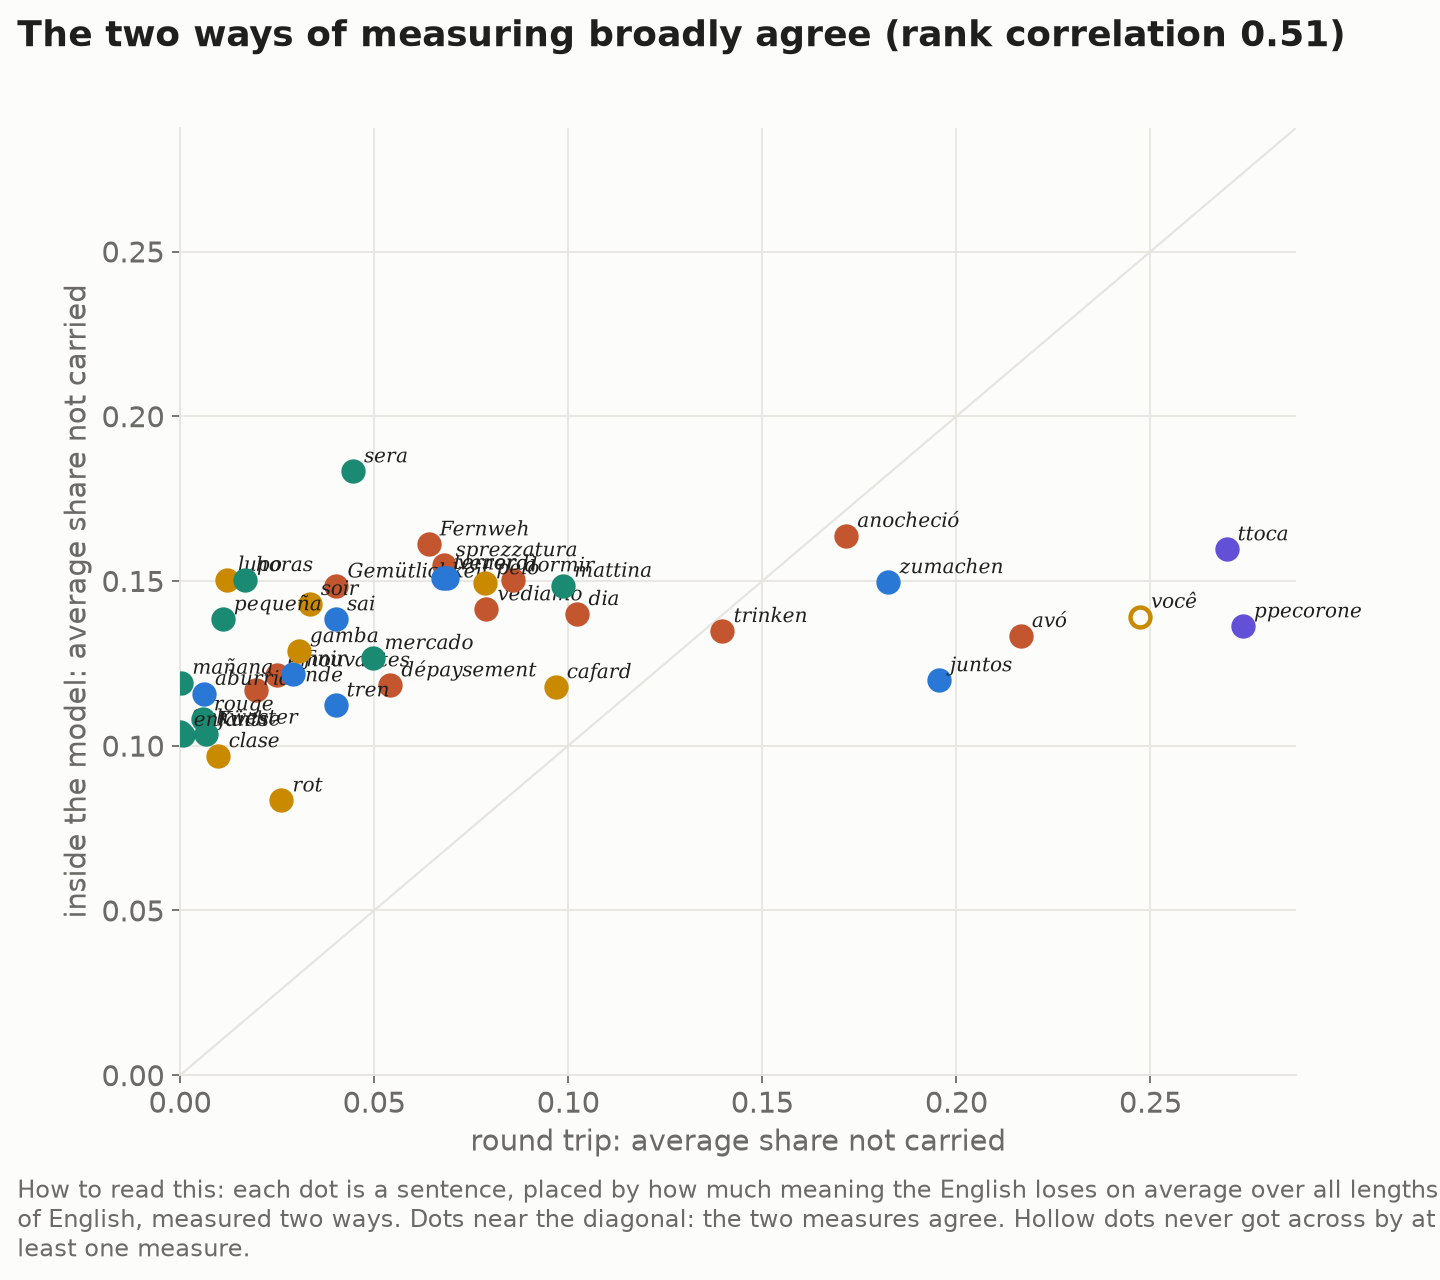 The two ways of measuring broadly agree (rank correlation 0.51)
inside the model: average share not carried
0.25
0.20
0.15
0.10
0.05
0.00
sera
Fernweh
anocheció
ttoca
sprezzatura
dormir
lupo
horas
Gemütlichkeit
pelo
mattina
zumachen
soir
vediamo
dia
você
pequeña
sai
ppecorone
trinken
avó
gamba
mercado
mañana
dépaysement
cafard
juntos
tren
rouge
clase
rot
0.00
0.05
0.10
0.15
0.20
0.25
round trip: average share not carried
How to read this: each dot is a sentence, placed by how much meaning the English loses on average over all lengths
of English, measured two ways. Dots near the diagonal: the two measures agree. Hollow dots never got across by at
least one measure.